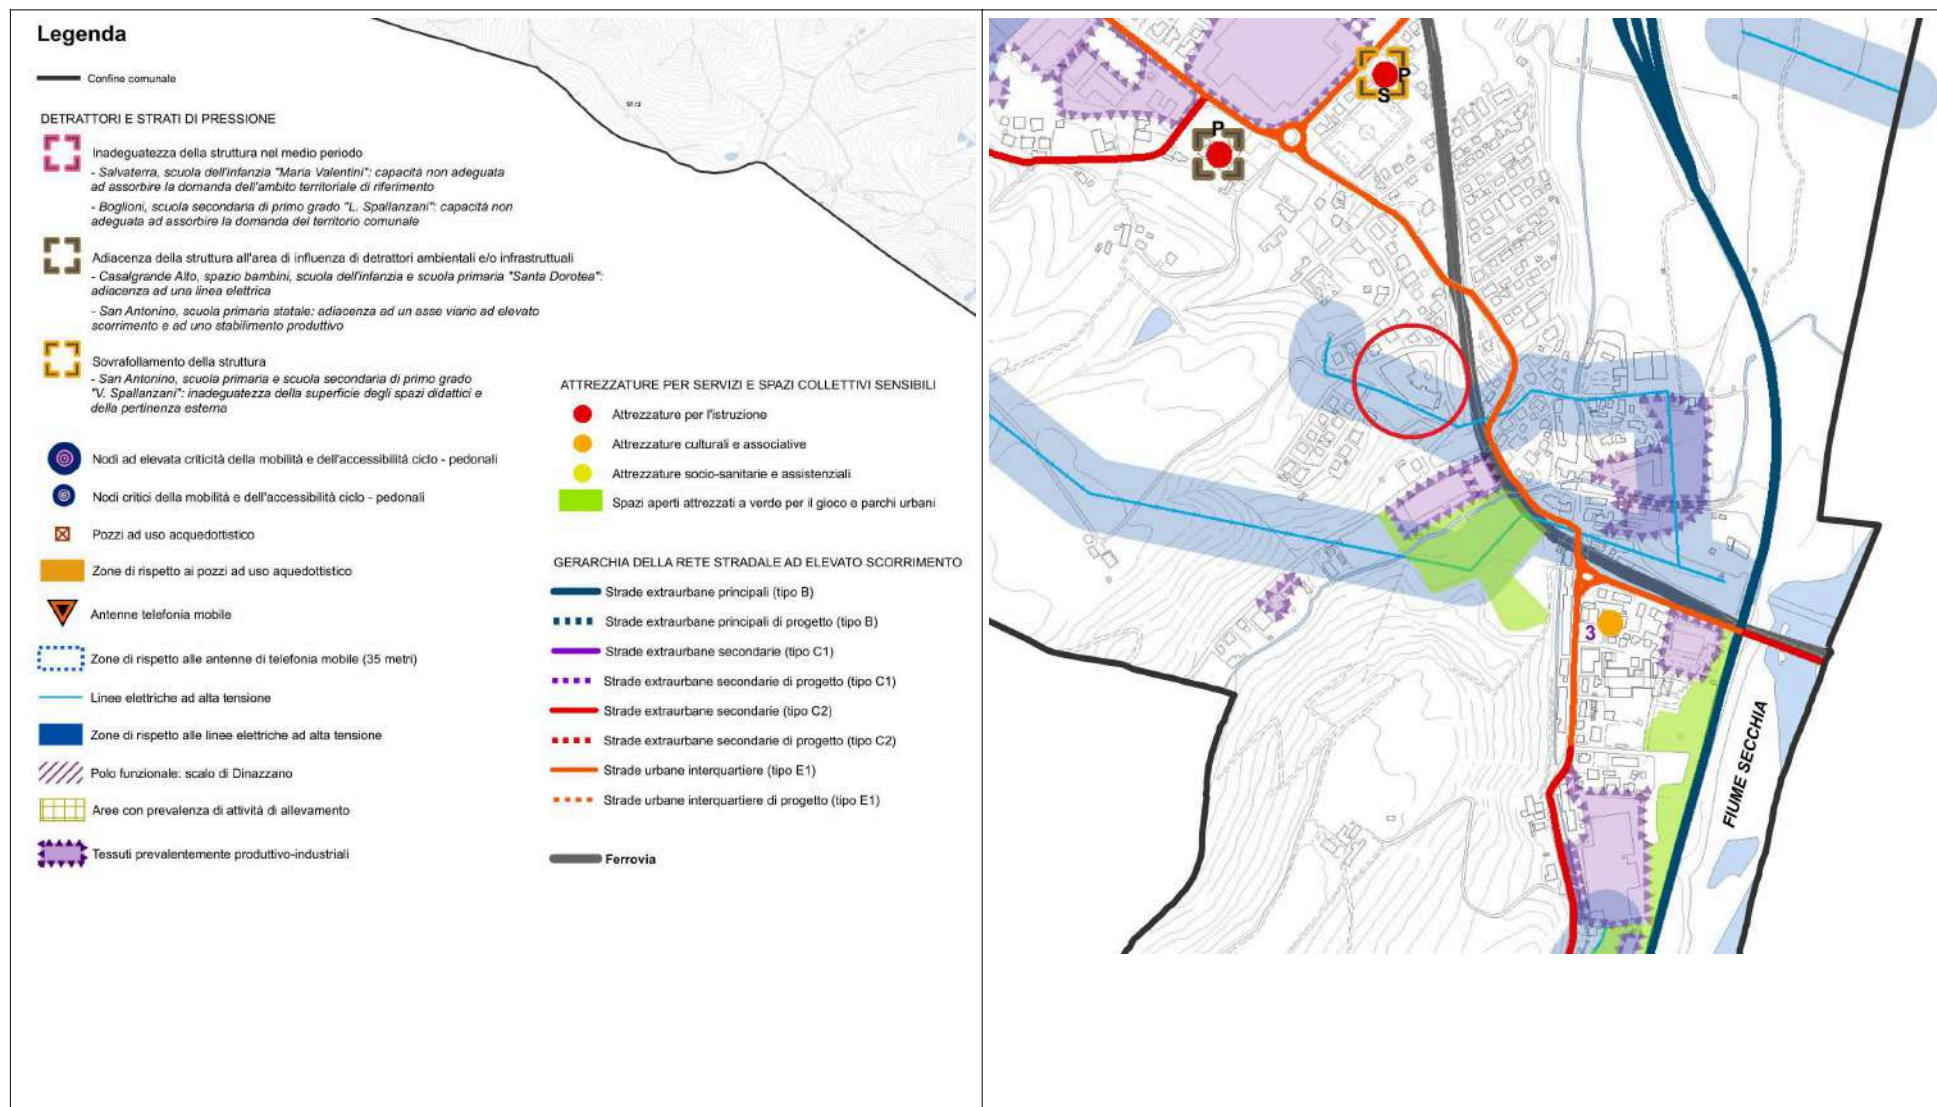 Legenda
Confine comunale
DETRATTORI E STRATI DI PRESSIONE
Inadeguatezza della struttura nel medio periodo
- Salvaterra, scuola dell'infanzia "Maria Valentini": capacità non adeguata
ad assorbire la domanda dell'ambito territoriale di riferimento
- Boglioni, scuola secondaria di primo grado "L. Spallanzani": capacità non
adeguata ad assorbire la domanda del territorio comunale
Adiacenza della struttura all'area di influenza di detrattori ambientali e/o infrastruttuali
- Casalgrande Alto, spazio bambini, scuola dell'infanzia e scuola primaria "Santa Dorotea":
adiacenza ad una linea elettrica
- San Antonino, scuola primaria statale: adiacenza ad un asse viario ad elevato
scorrimento e ad uno stabilimento produttivo
Sovrafollamento della struttura
- San Antonino, scuola primaria e scuola secondaria di primo grado
"V. Spallanzani": inadeguatezza della superficie degli spazi didattici e
della pertinenza esterna
Nodi ad elevata criticità della mobilità e dell'accessibilità ciclo - pedonali
Nodi critici della mobilità e dell'accessibilità ciclo - pedonali
Pozzi ad uso acquedottistico
Zone di rispetto ai pozzi ad uso aquedottistico
Antenne telefonia mobile
Zone di rispetto alle antenne di telefonia mobile (35 metri)
Linee elettriche ad alta tensione
Zone di rispetto alle linee elettriche ad alta tensione
Polo funzionale: scalo di Dinazzano
Aree con prevalenza di attività di allevamento
Tessuti prevalentemente produttivo-industriali
ATTREZZATURE PER SERVIZI E SPAZI COLLETTIVI SENSIBILI
Attrezzature per l'istruzione
Attrezzature culturali e associative
Attrezzature socio-sanitarie e assistenziali
Spazi aperti attrezzati a verde per il gioco e parchi urbani
GERARCHIA DELLA RETE STRADALE AD ELEVATO SCORRIMENTO
Strade extraurbane principali (tipo B)
Strade extraurbane principali di progetto (tipo B)
Strade extraurbane secondarie (tipo C1)
Strade extraurbane secondarie di progetto (tipo C1)
Strade extraurbane secondarie (tipo C2)
Strade extraurbane secondarie di progetto (tipo C2)
Strade urbane interquartiere (tipo E1)
Strade urbane interquartiere di progetto (tipo E1)
Ferrovia
P
S
P
3
FIUME SECCHIA